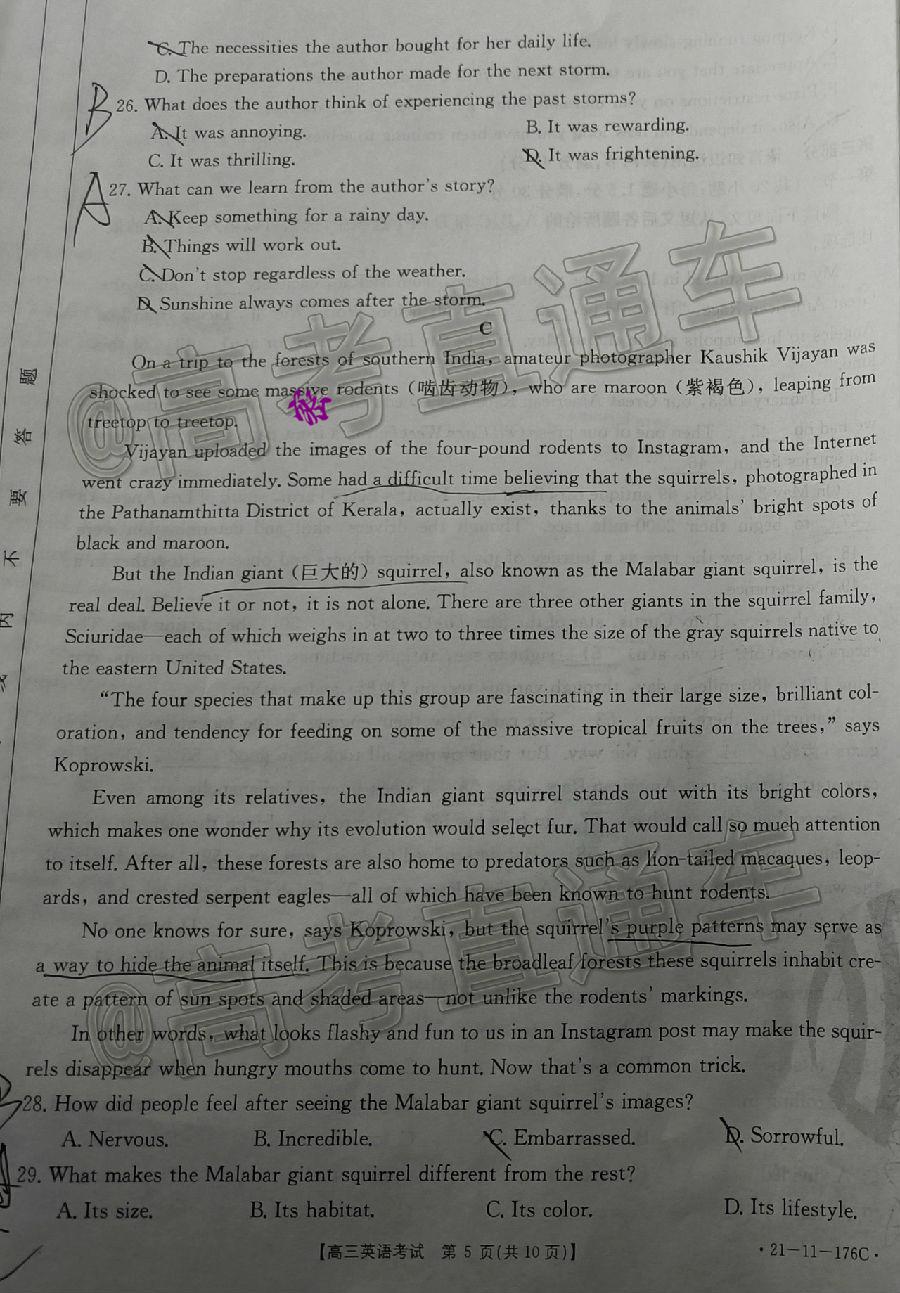 C. The necessities the author bought for her daily life.
D. The preparations the author made for the next storm.
B
26. What does the author think of experiencing the past storms?
A. It was annoying. B. It was rewarding.
C. It was thrilling. D. It was frightening.
A
27. What can we learn from the author's story?
A. Keep something for a rainy day.
B. Things will work out.
C. Don't stop regardless of the weather.
D. Sunshine always comes after the storm.
C
On a trip to the forests of southern India, amateur photographer Kaushik Vijayan was
shocked to see some massive rodents (啮齿动物), who are maroon (紫褐色), leaping from
treetop to treetop.
Vijayan uploaded the images of the four-pound rodents to Instagram, and the Internet
went crazy immediately. Some had a difficult time believing that the squirrels, photographed in
the Pathanamthitta District of Kerala, actually exist, thanks to the animals' bright spots of
black and maroon.
But the Indian giant (巨大的) squirrel, also known as the Malabar giant squirrel, is the
real deal. Believe it or not, it is not alone. There are three other giants in the squirrel family,
Sciuridae—each of which weighs in at two to three times the size of the gray squirrels native to
the eastern United States.
“The four species that make up this group are fascinating in their large size, brilliant col-
oration, and tendency for feeding on some of the massive tropical fruits on the trees,” says
Koprowski.
Even among its relatives, the Indian giant squirrel stands out with its bright colors,
which makes one wonder why its evolution would select fur. That would call so much attention
to itself. After all, these forests are also home to predators such as lion-tailed macaques, leop-
ards, and crested serpent eagles—all of which have been known to hunt rodents.
No one knows for sure, says Koprowski, but the squirrel's purple patterns may serve as
a way to hide the animal itself. This is because the broadleaf forests these squirrels inhabit cre-
ate a pattern of sun spots and shaded areas—not unlike the rodents' markings.
In other words, what looks flashy and fun to us in an Instagram post may make the squir-
rels disappear when hungry mouths come to hunt. Now that's a common trick.
28. How did people feel after seeing the Malabar giant squirrel's images?
A. Nervous. B. Incredible. C. Embarrassed. D. Sorrowful.
29. What makes the Malabar giant squirrel different from the rest?
A. Its size. B. Its habitat. C. Its color. D. Its lifestyle.
【高三英语考试 第 5 页(共 10 页)】 ·21-11-176C·
题
答
要
不
内
@高考直通车
@高考直通车